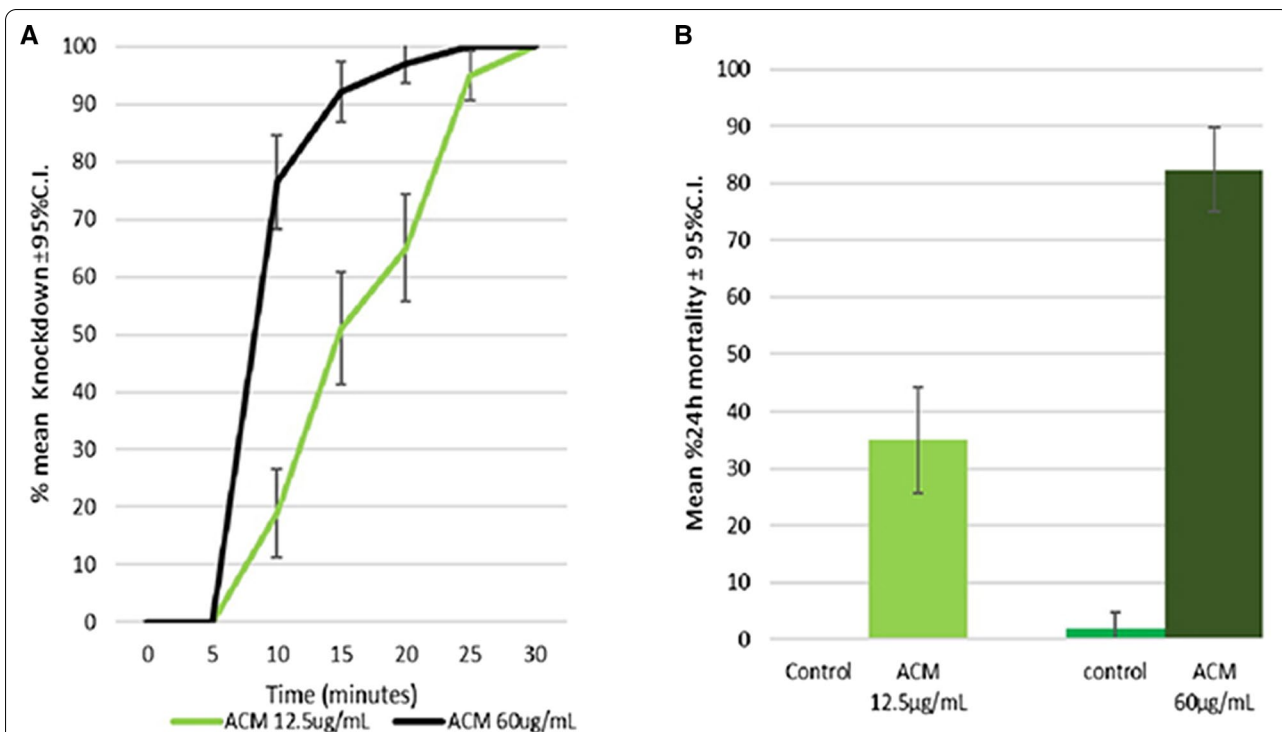 A
% mean Knockdown±95%C.I.
100
90
80
70
60
50
40
30
20
10
0
0 5 10 15 20 25 30
Time (minutes)
ACM 12.5ug/mL ACM 60ug/mL
B
Mean %24h mortality ± 95%C.I.
100
90
80
70
60
50
40
30
20
10
0
Control ACM control ACM
12.5µg/mL 60µg/mL